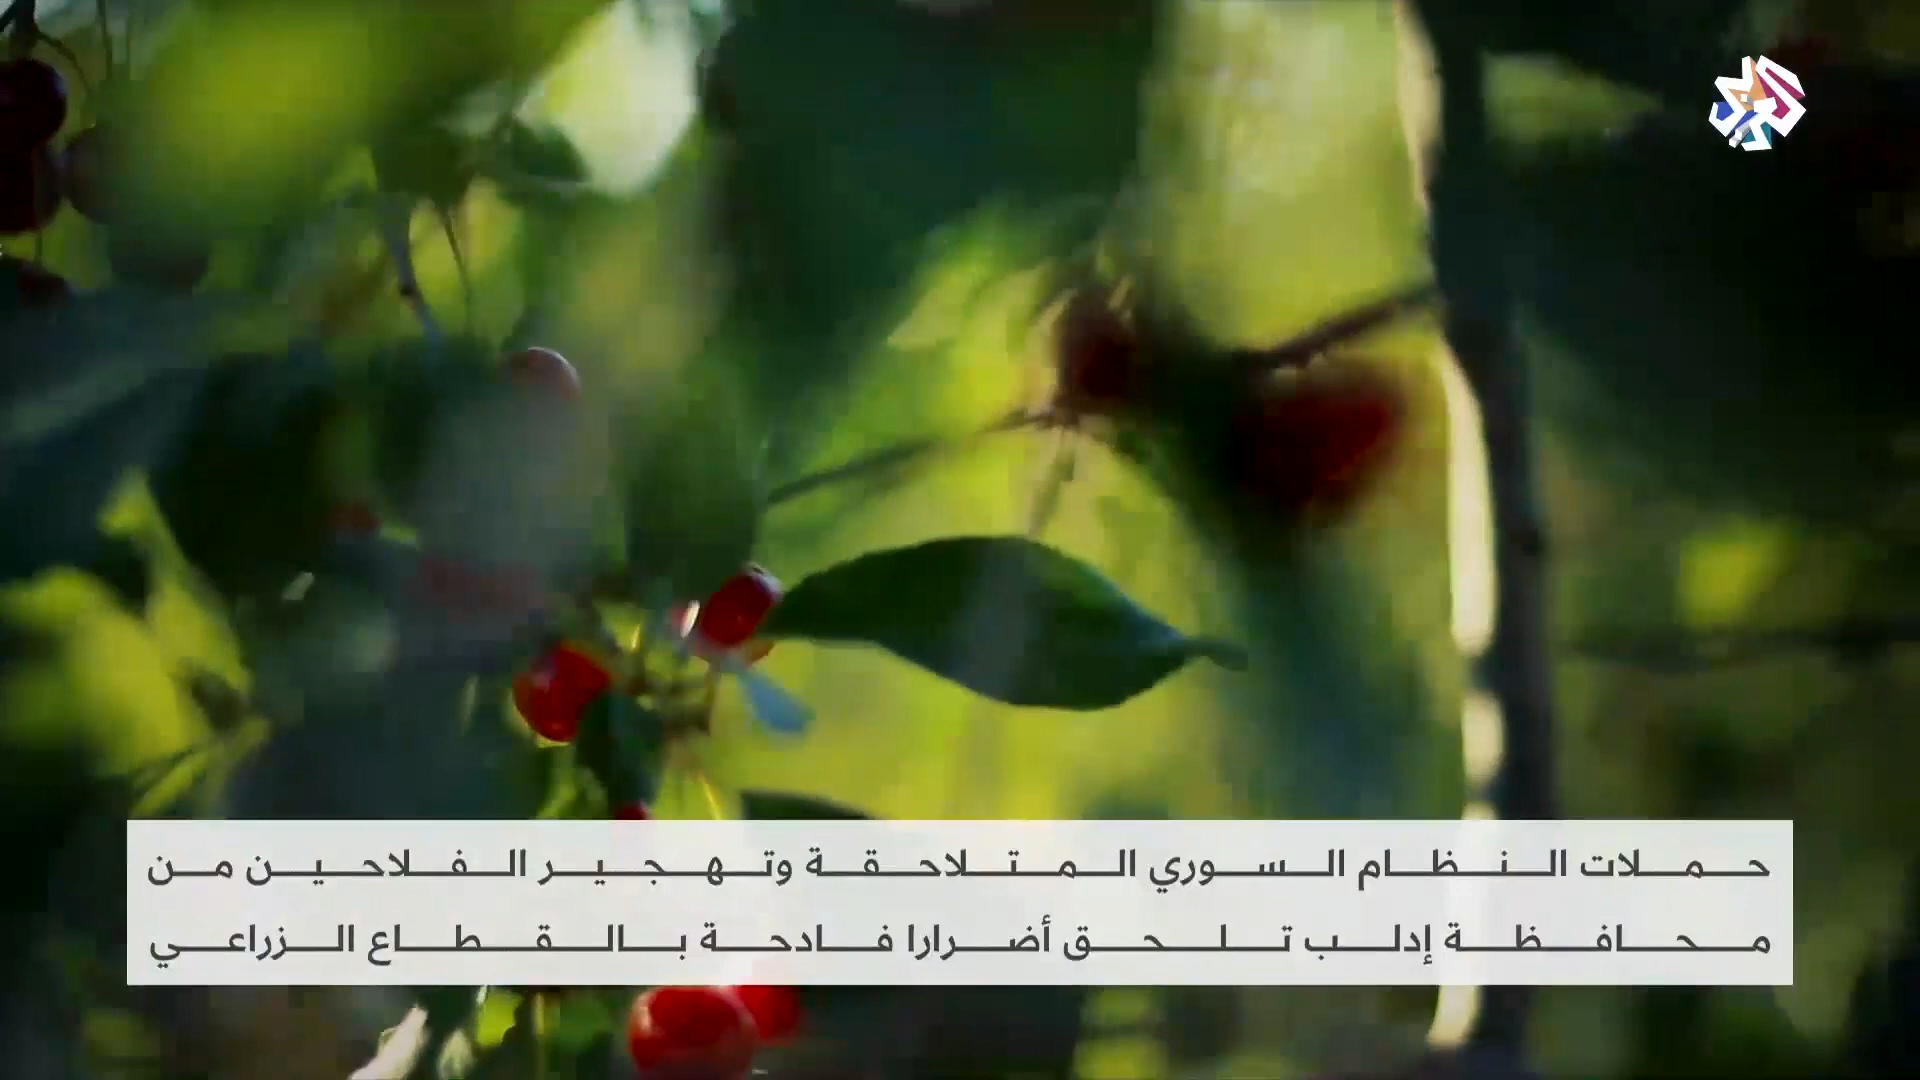 حملات النظام السوري المتلاحقة وتهجير الفلاحين من
محافظة إدلب تلحق أضرارا فادحة بالقطاع الزراعي